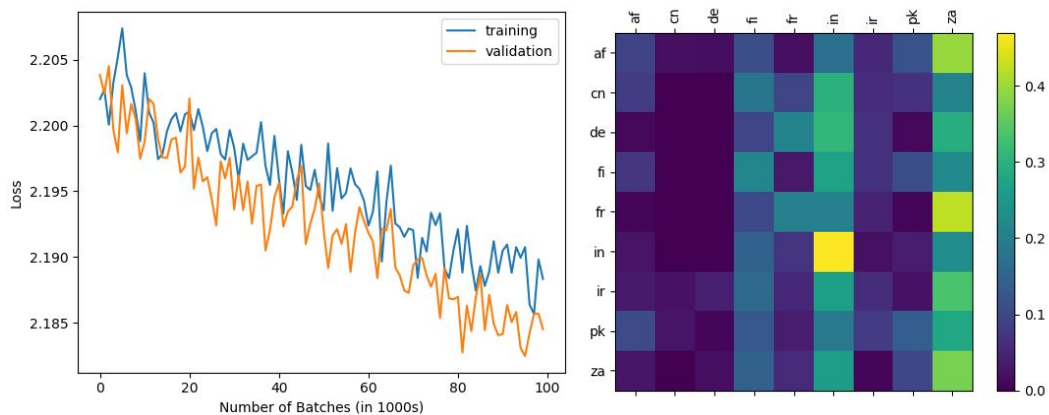 training
validation
2.205
2.200
2.195
2.190
2.185
Loss
0 20 40 60 80 100
Number of Batches (in 1000s)
af cn de fi fr in ir pk za
af
cn
de
fi
fr
in
ir
pk
za
0.4
0.3
0.2
0.1
0.0